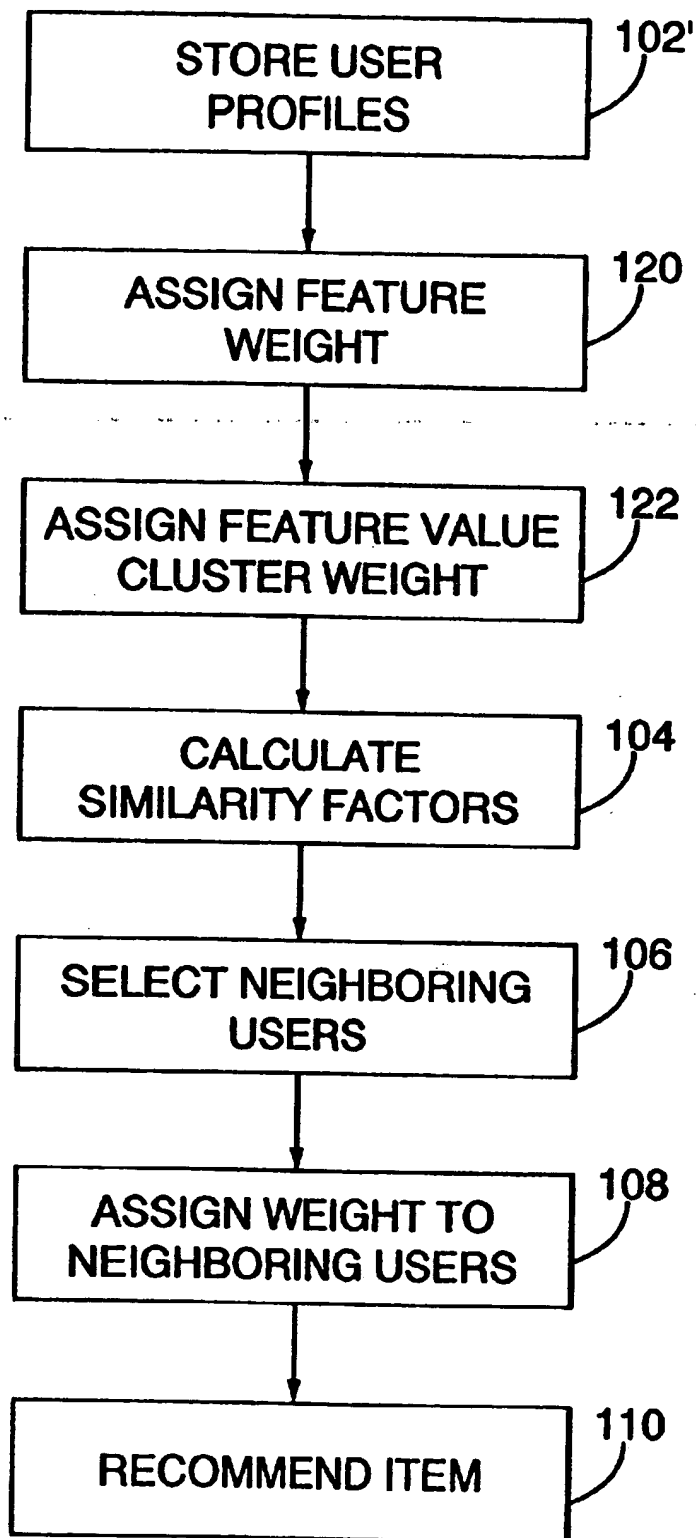 102'
STORE USER
PROFILES
120
ASSIGN FEATURE
WEIGHT
122
ASSIGN FEATURE VALUE
CLUSTER WEIGHT
104
CALCULATE
SIMILARITY FACTORS
106
SELECT NEIGHBORING
USERS
108
ASSIGN WEIGHT TO
NEIGHBORING USERS
110
RECOMMEND ITEM